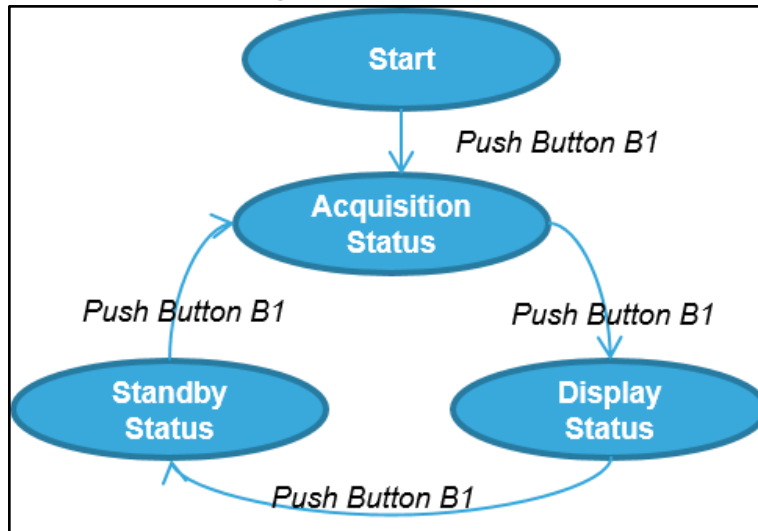 Start
Push Button B1
Acquisition
Status
Push Button B1
Push Button B1
Standby
Status
Display
Status
Push Button B1